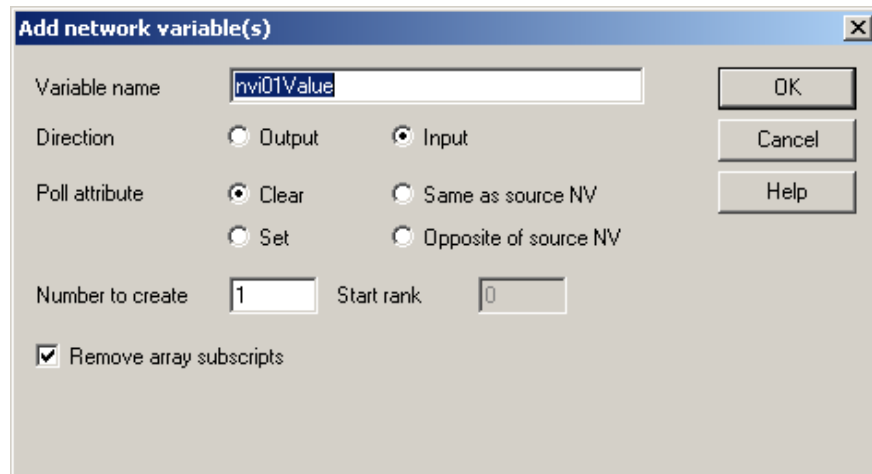 Add network variable(s)
Variable name nvi01Value OK
Direction Output Input Cancel
Poll attribute Clear Same as source NV Help
Set Opposite of source NV
Number to create 1 Start rank 0
Remove array subscripts